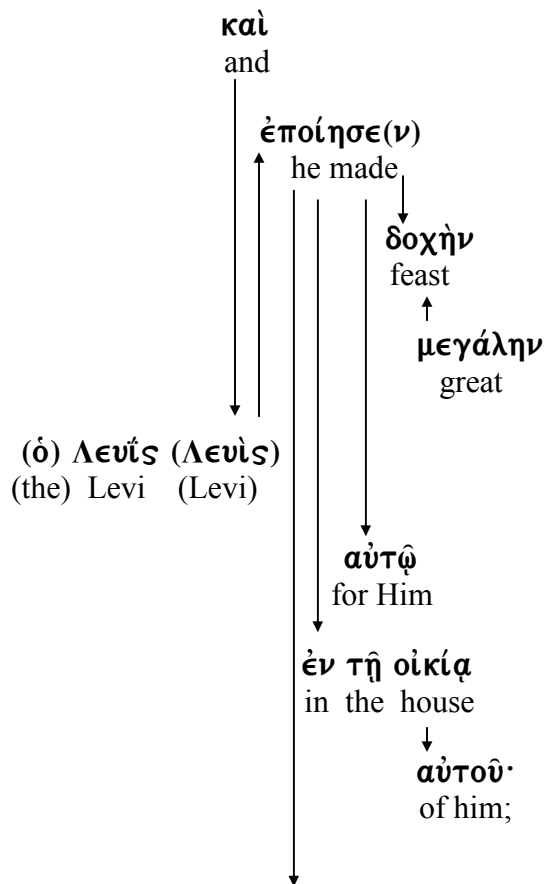 καὶ
and
ἐποίησε(ν)
he made
δοχὴν
feast
μεγάλην
great
(ὁ) Λευΐς (Λευὶς)
(the) Levi (Levi)
αὐτῷ
for Him
ἐν τῇ οἰκίᾳ
in the house
αὐτοῦ·
of him;